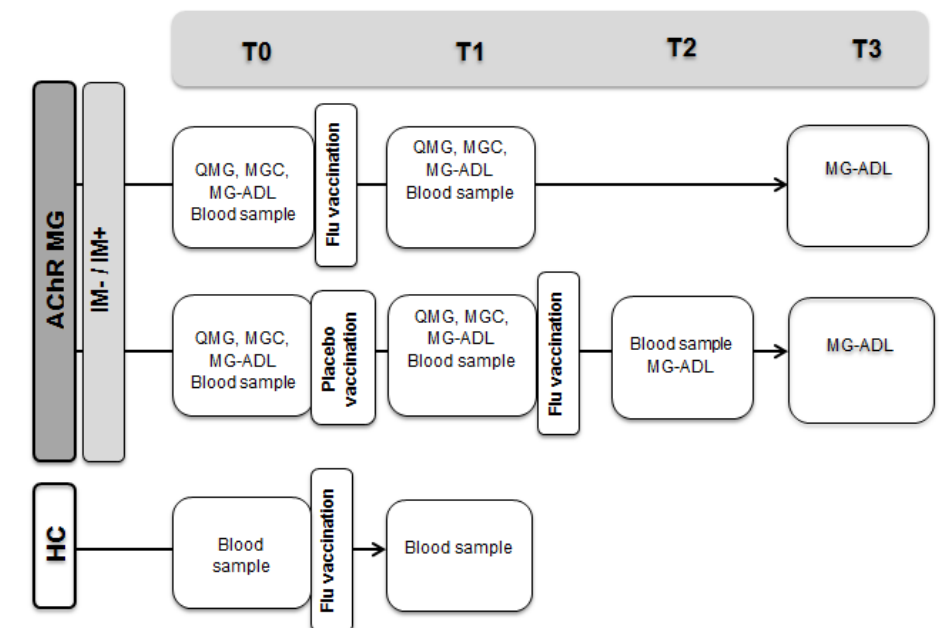 T0
T1
T2
T3
AChR MG
IM- / IM+
QMG, MGC,
MG-ADL
Blood sample
Flu vaccination
QMG, MGC,
MG-ADL
Blood sample
MG-ADL
QMG, MGC,
MG-ADL
Blood sample
Placebo
vaccination
QMG, MGC,
MG-ADL
Blood sample
Flu vaccination
Blood sample
MG-ADL
MG-ADL
HC
Blood
sample
Flu vaccination
Blood sample